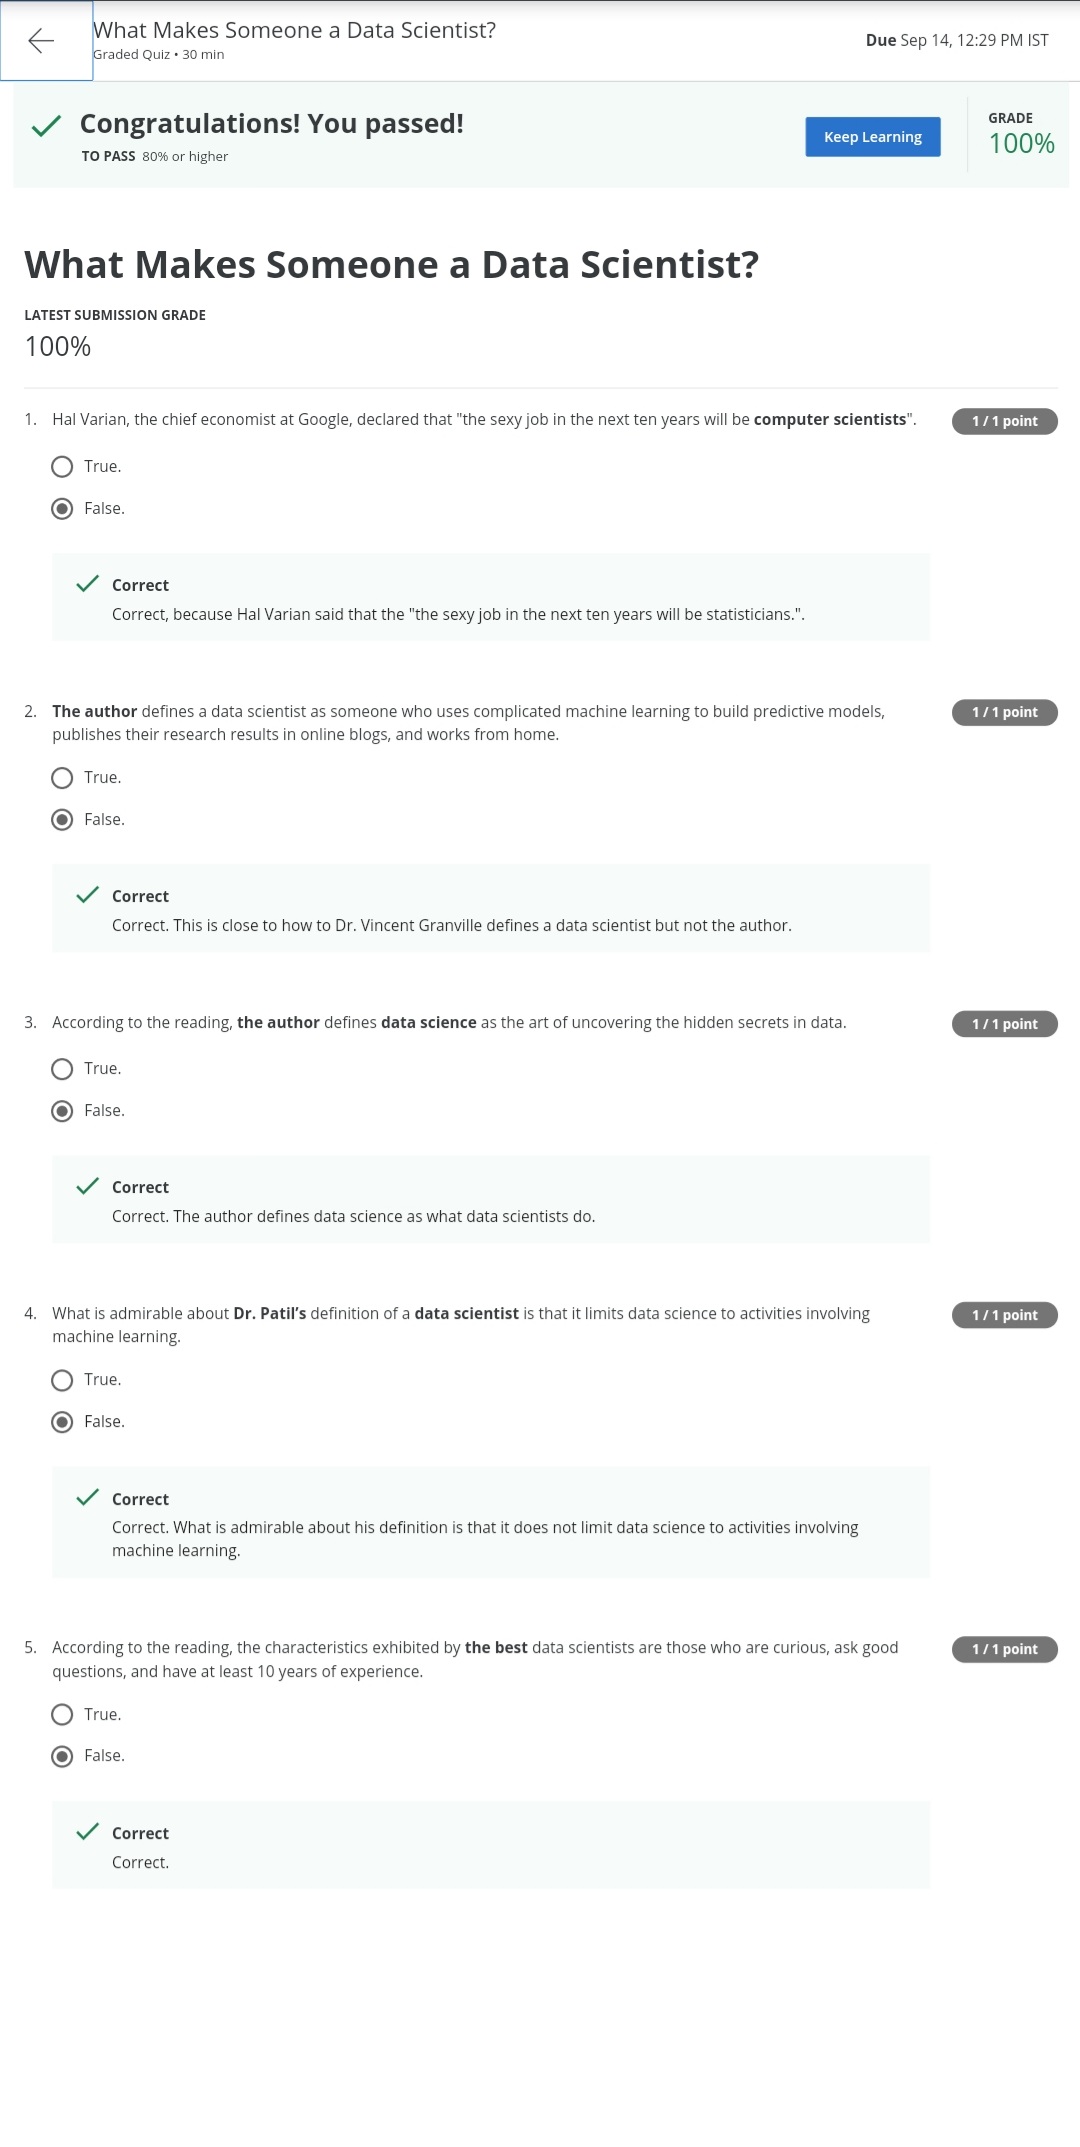 What Makes Someone a Data Scientist?
Graded Quiz • 30 min
Due Sep 14, 12:29 PM IST
Congratulations! You passed!
TO PASS 80% or higher
Keep Learning
GRADE
100%
What Makes Someone a Data Scientist?
LATEST SUBMISSION GRADE
100%
1. Hal Varian, the chief economist at Google, declared that "the sexy job in the next ten years will be computer scientists".
1 / 1 point
True.
False.
Correct
Correct, because Hal Varian said that the "the sexy job in the next ten years will be statisticians.".
2. The author defines a data scientist as someone who uses complicated machine learning to build predictive models,
publishes their research results in online blogs, and works from home.
1 / 1 point
True.
False.
Correct
Correct. This is close to how to Dr. Vincent Granville defines a data scientist but not the author.
3. According to the reading, the author defines data science as the art of uncovering the hidden secrets in data.
1 / 1 point
True.
False.
Correct
Correct. The author defines data science as what data scientists do.
4. What is admirable about Dr. Patil’s definition of a data scientist is that it limits data science to activities involving
machine learning.
1 / 1 point
True.
False.
Correct
Correct. What is admirable about his definition is that it does not limit data science to activities involving
machine learning.
5. According to the reading, the characteristics exhibited by the best data scientists are those who are curious, ask good
questions, and have at least 10 years of experience.
1 / 1 point
True.
False.
Correct
Correct.